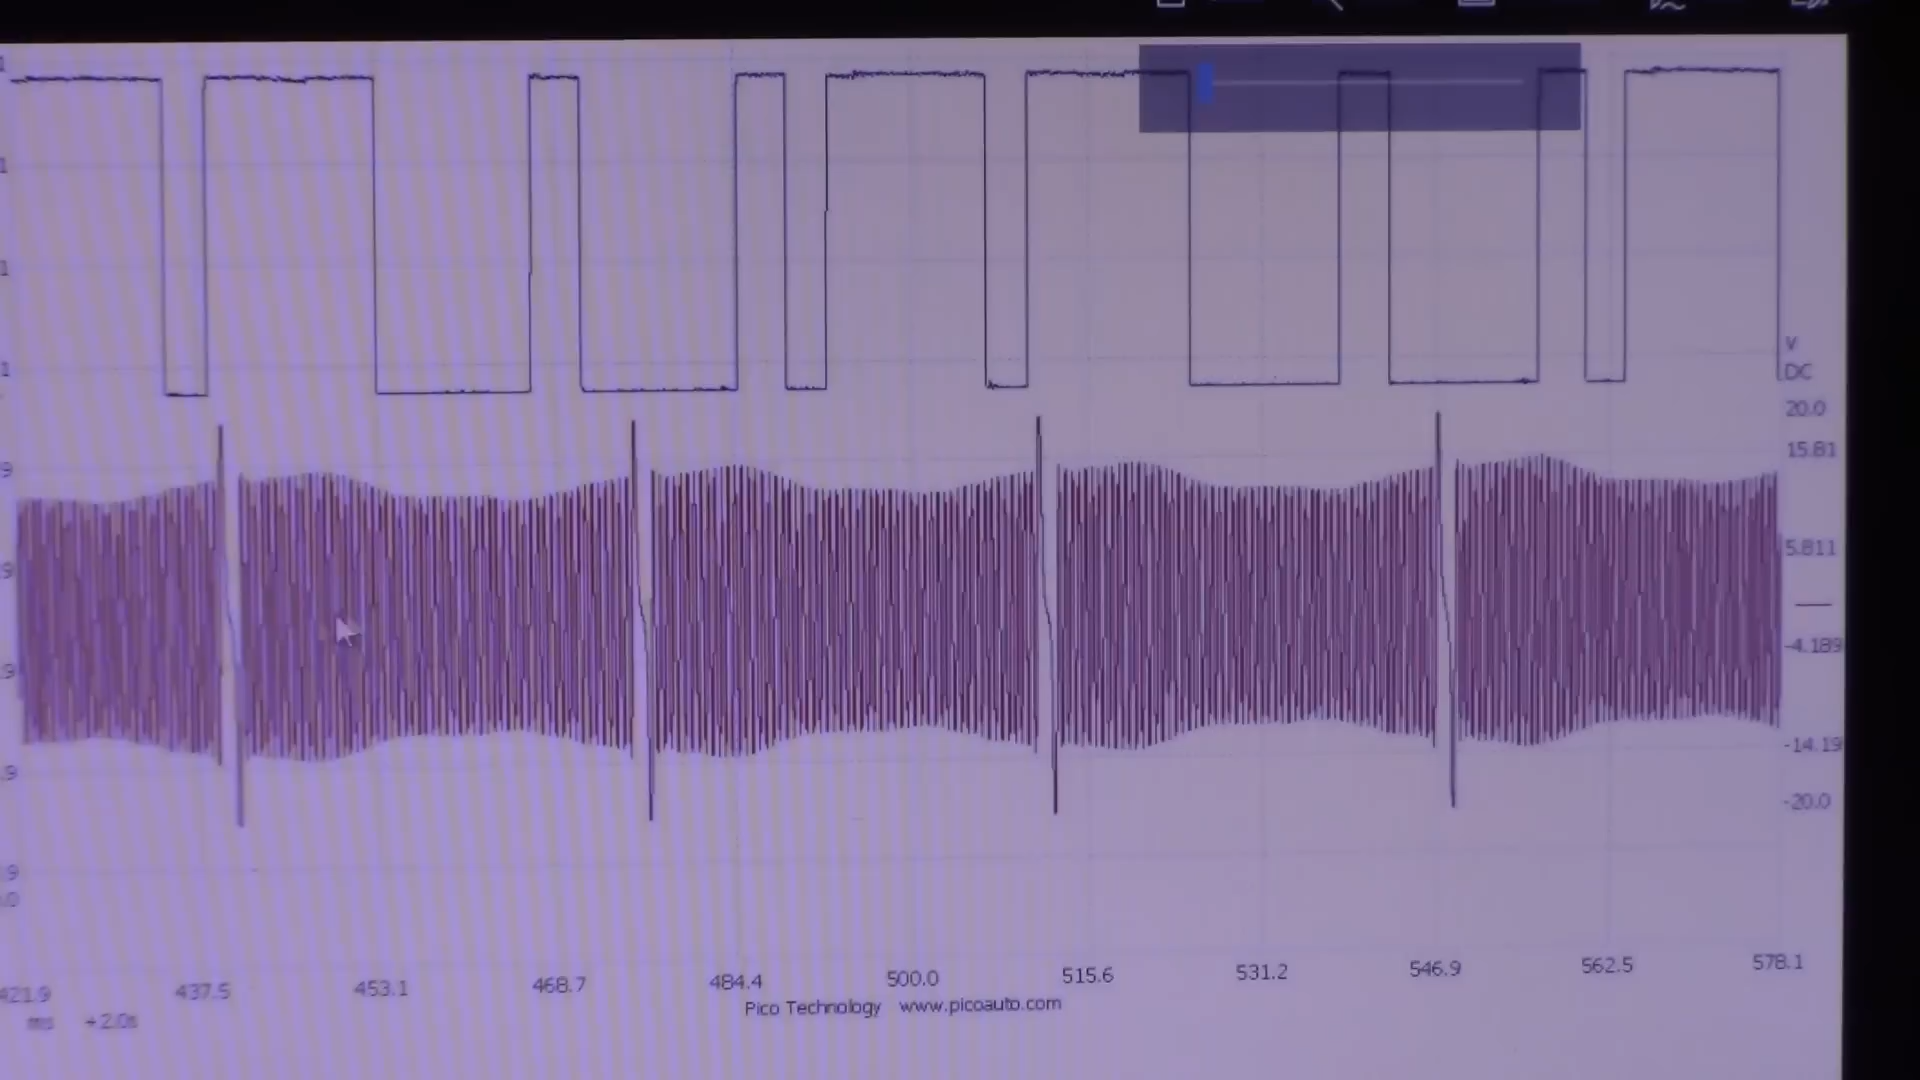 V
DC
20.0
15.81
5.811
-4.189
-14.19
-20.0
421.9 437.5 453.1 468.7 484.4 500.0 515.6 531.2 546.9 562.5 578.1
ms +2.0s
Pico Technology www.picoauto.com